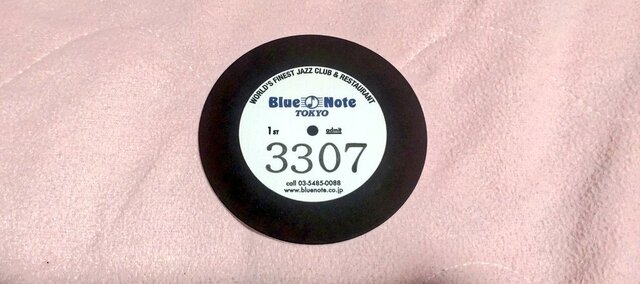 WORLD'S FINEST JAZZ CLUB & RESTAURANT
Blue Note
TOKYO
1ST admit
3307
call 03-5485-0088
www.bluenote.co.jp